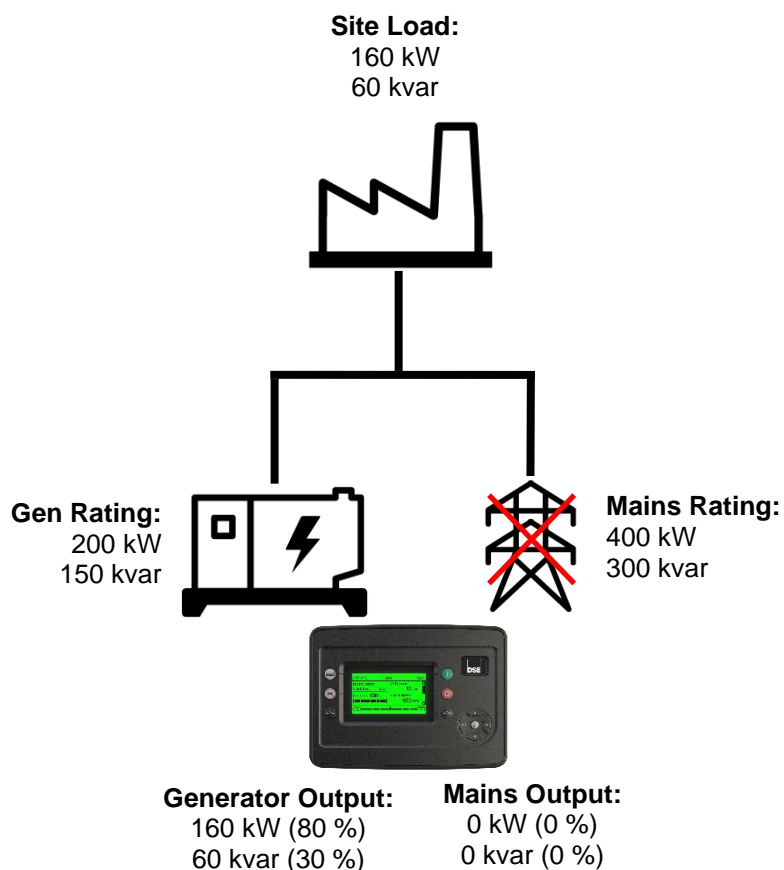 Site Load:
160 kW
60 kvar
Gen Rating:
200 kW
150 kvar
Mains Rating:
400 kW
300 kvar
DSE
Generator Output:
160 kW (80 %)
60 kvar (30 %)
Mains Output:
0 kW (0 %)
0 kvar (0 %)